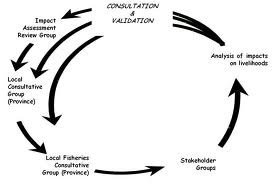 CONSULTATION
&
VALIDATION
Impact
Assessment
Review Group
Analysis of impacts
on livelihoods
Local
Consultative
Group
(Province)
Local Fisheries
Consultative
Group (Province)
Stakeholder
Groups